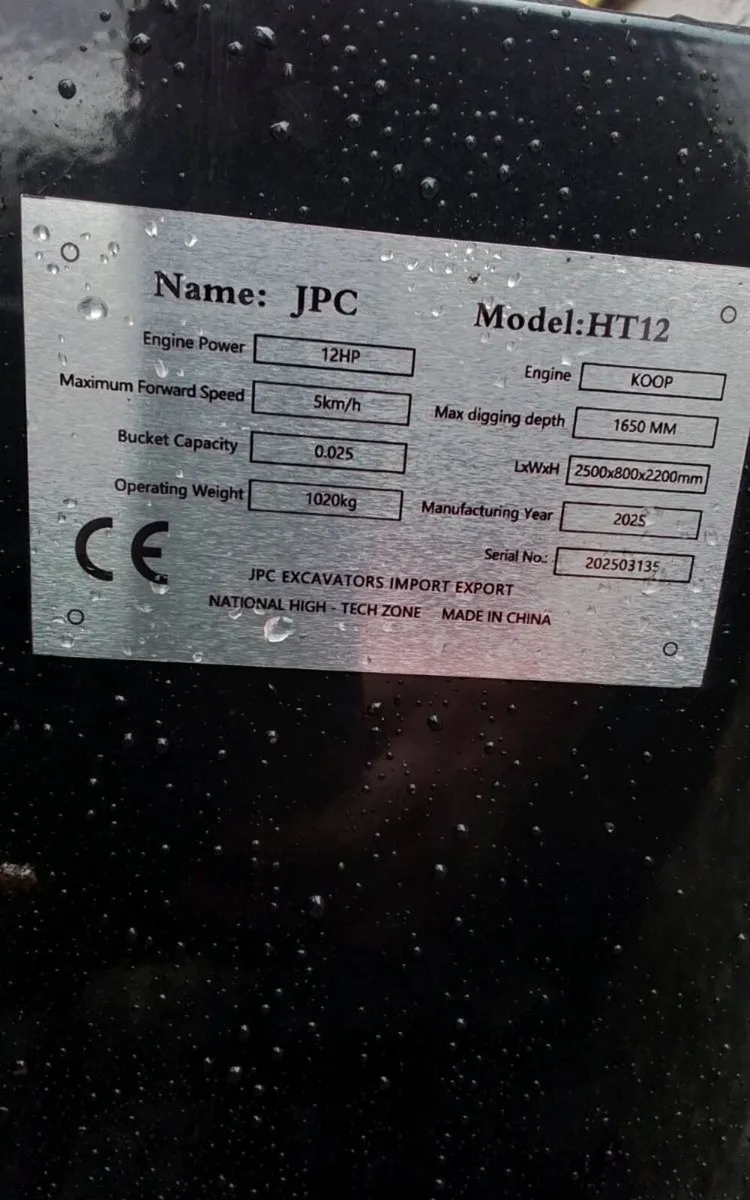 Name: JPC
Model:HT12
Engine Power 12HP
Engine KOOP
Maximum Forward Speed 5km/h
Max digging depth 1650 MM
Bucket Capacity 0.025
LxWxH 2500x800x2200mm
Operating Weight 1020kg
Manufacturing Year 2025
Serial No.: 202503135
CE
JPC EXCAVATORS IMPORT EXPORT
NATIONAL HIGH - TECH ZONE MADE IN CHINA